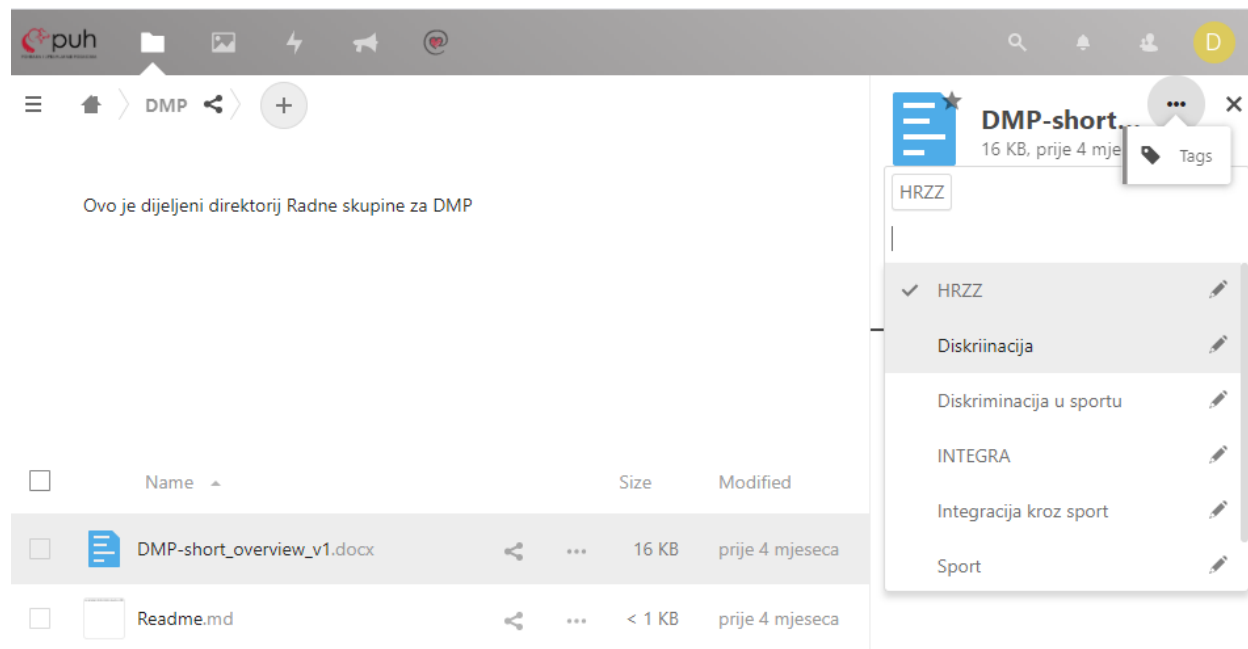 puh
D
DMP
DMP-short...
16 KB, prije 4 mje
Tags
Ovo je dijeljeni direktorij Radne skupine za DMP
HRZZ
HRZZ
Diskriinacija
Diskriminacija u sportu
INTEGRA
Integracija kroz sport
Sport
Name Size Modified
DMP-short_overview_v1.docx 16 KB prije 4 mjeseca
Readme.md < 1 KB prije 4 mjeseca